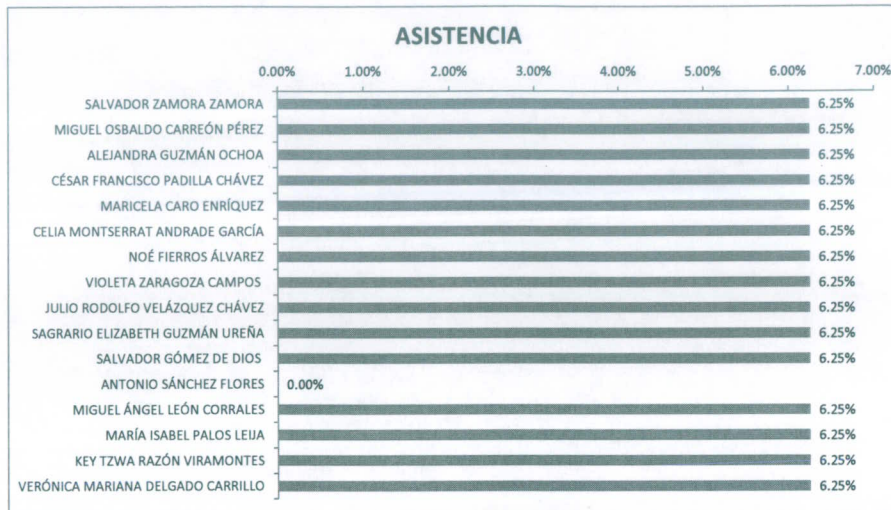 ASISTENCIA
0.00% 1.00% 2.00% 3.00% 4.00% 5.00% 6.00% 7.00%
SALVADOR ZAMORA ZAMORA 6.25%
MIGUEL OSBALDO CARREÓN PÉREZ 6.25%
ALEJANDRA GUZMÁN OCHOA 6.25%
CÉSAR FRANCISCO PADILLA CHÁVEZ 6.25%
MARICELA CARO ENRÍQUEZ 6.25%
CELIA MONTSERRAT ANDRADE GARCÍA 6.25%
NOÉ FIERROS ÁLVAREZ 6.25%
VIOLETA ZARAGOZA CAMPOS 6.25%
JULIO RODOLFO VELÁZQUEZ CHÁVEZ 6.25%
SAGRARIO ELIZABETH GUZMÁN UREÑA 6.25%
SALVADOR GÓMEZ DE DIOS 6.25%
ANTONIO SÁNCHEZ FLORES 0.00%
MIGUEL ÁNGEL LEÓN CORRALES 6.25%
MARÍA ISABEL PALOS LEIJA 6.25%
KEY TZWA RAZÓN VIRAMONTES 6.25%
VERÓNICA MARIANA DELGADO CARRILLO 6.25%